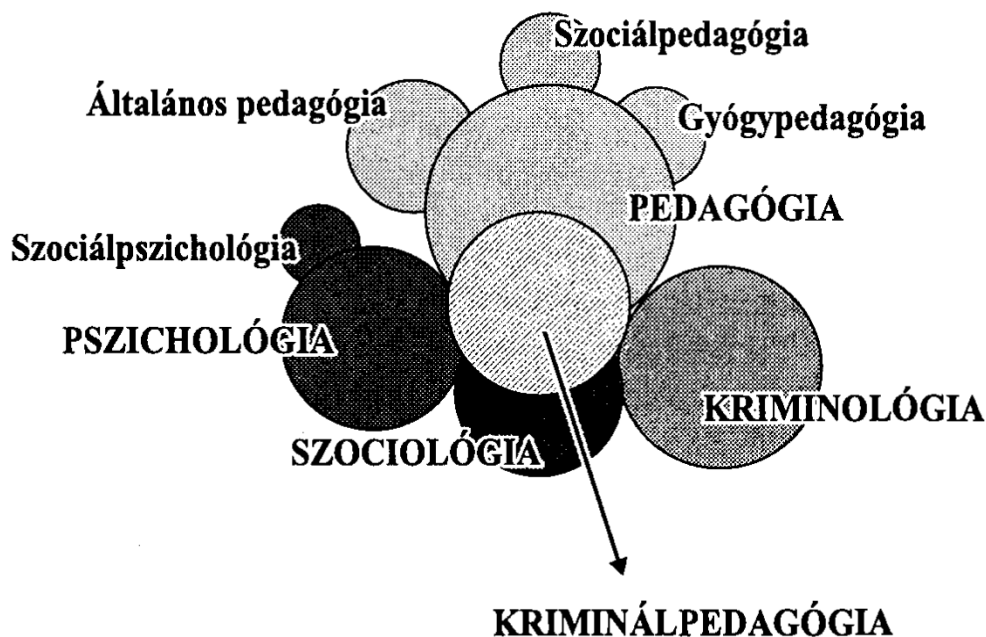 Szociálpedagógia
Általános pedagógia
Gyógypedagógia
PEDAGÓGIA
Szociálpszichológia
PSZICHOLÓGIA
KRIMINOLÓGIA
SZOCIOLÓGIA
KRIMINÁLPEDAGÓGIA